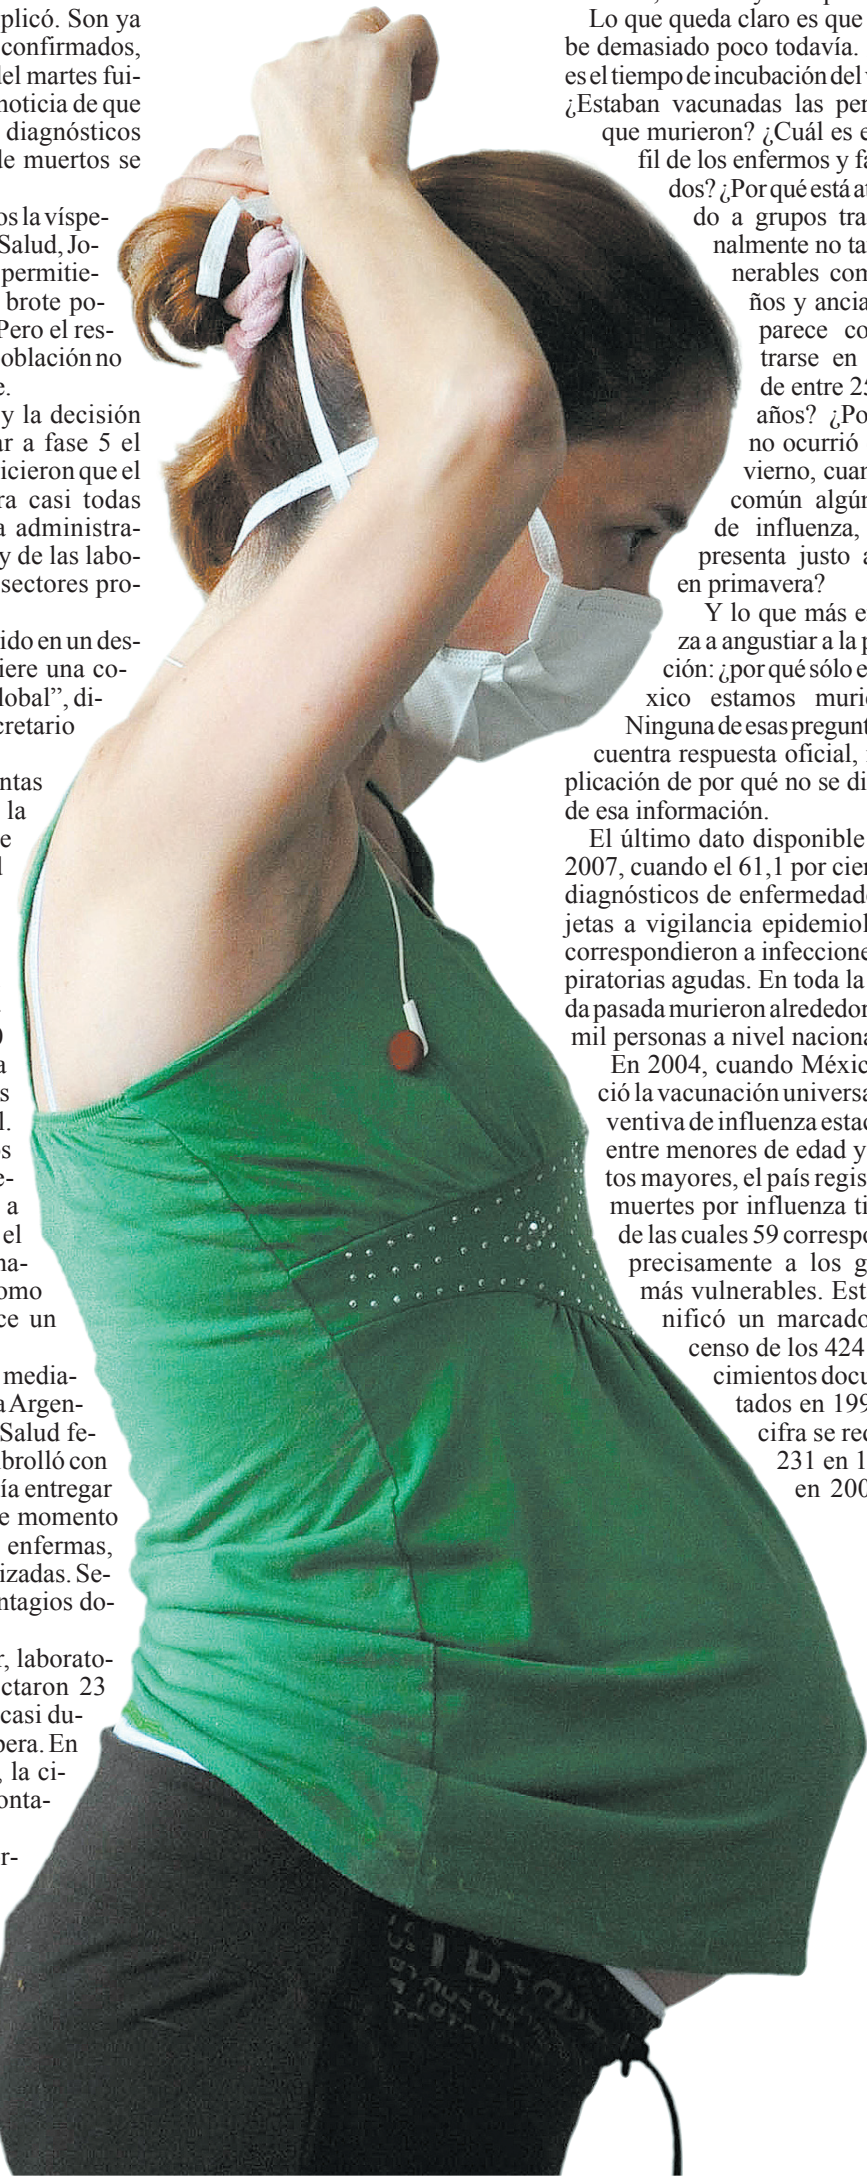 plicó. Son ya
confirmados,
el martes fui-
noticia de que
diagnósticos
e muertos se
os la víspe-
Salud, Jo-
permitie-
brote po-
Pero el res-
oblación no
e.
y la decisión
ar a fase 5 el
icieron que el
ra casi todas
a administra-
y de las labo-
sectores pro-
ido en un des-
iere una co-
lobal”, di-
cretario
ntas
la
e
l
0
a
s
l.
os
e-
a
el
na-
omo
ce un
media-
a Argen-
Salud fe-
brolló con
ía entregar
e momento
enfermas,
izadas. Se-
ntagios do-
r, laborato-
ctaron 23
casi du-
pera. En
, la ci-
onta-
r-
Lo que queda claro es que
be demasiado poco todavía.
es el tiempo de incubación del
¿Estaban vacunadas las per
que murieron? ¿Cuál es e
fil de los enfermos y fa
dos? ¿Por qué está a
do a grupos tra
nalmente no ta
nerables com
ños y ancia
parece co
trarse en
de entre 25
años? ¿Po
no ocurrió
vierno, cuan
común algún
de influenza,
presenta justo a
en primavera?
Y lo que más e
za a angustiar a la p
ción: ¿por qué sólo e
xico estamos murie
Ninguna de esas pregunt
cuentra respuesta oficial,
plicación de por qué no se di
de esa información.
El último dato disponible
2007, cuando el 61,1 por cien
diagnósticos de enfermedade
jetas a vigilancia epidemiol
correspondieron a infeccione
piratorias agudas. En toda la
da pasada murieron alrededor
mil personas a nivel naciona
En 2004, cuando Méxic
ció la vacunación universa
ventiva de influenza estac
entre menores de edad y
tos mayores, el país regis
muertes por influenza ti
de las cuales 59 correspo
precisamente a los g
más vulnerables. Est
nificó un marcado
censo de los 424
cimientos docu
tados en 199
cifra se rec
231 en 1
en 200